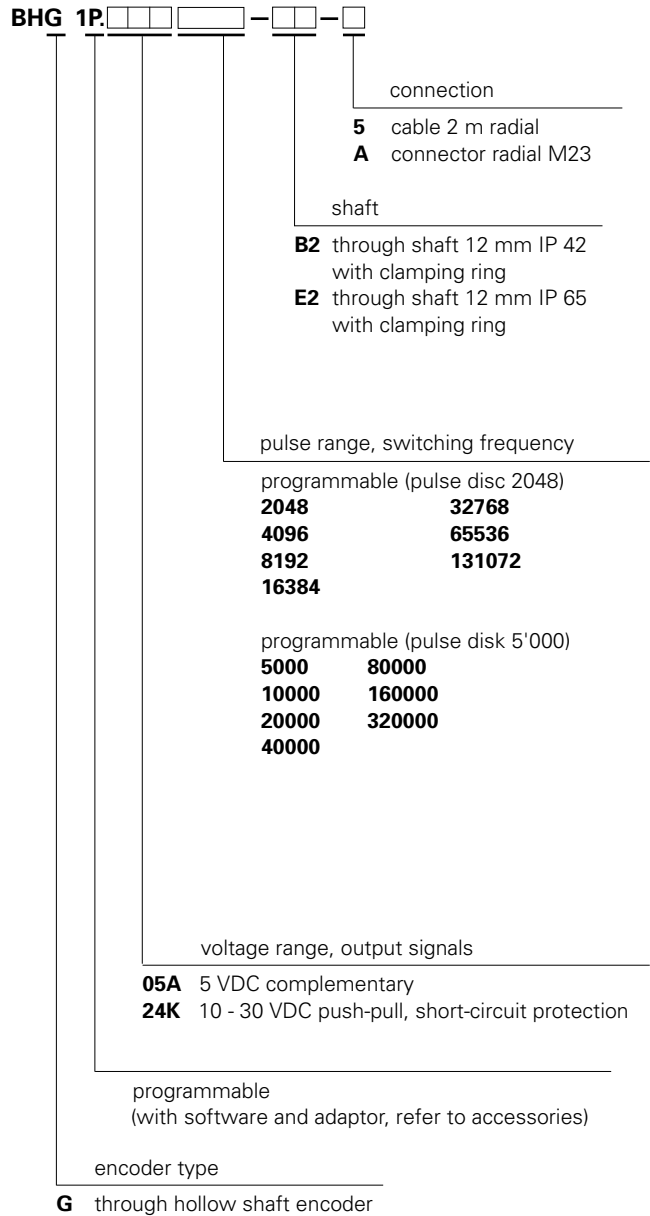 BHG 1P. – –
connection
5 cable 2 m radial
A connector radial M23
shaft
B2 through shaft 12 mm IP 42
with clamping ring
E2 through shaft 12 mm IP 65
with clamping ring
pulse range, switching frequency
programmable (pulse disc 2048)
2048 32768
4096 65536
8192 131072
16384
programmable (pulse disk 5'000)
5000 80000
10000 160000
20000 320000
40000
voltage range, output signals
05A 5 VDC complementary
24K 10 - 30 VDC push-pull, short-circuit protection
programmable
(with software and adaptor, refer to accessories)
encoder type
G through hollow shaft encoder